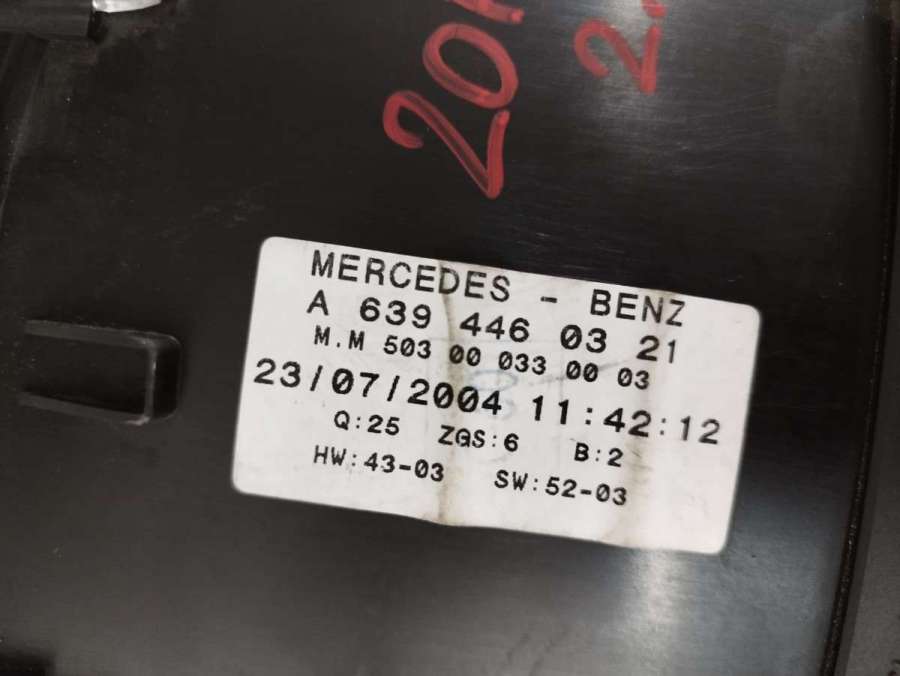 MERCEDES - BENZ
A 639 446 03 21
M.M 503 00 033 00 03
23/07/2004 11:42:12
Q:25 ZGS:6 B:2
HW:43-03 SW:52-03